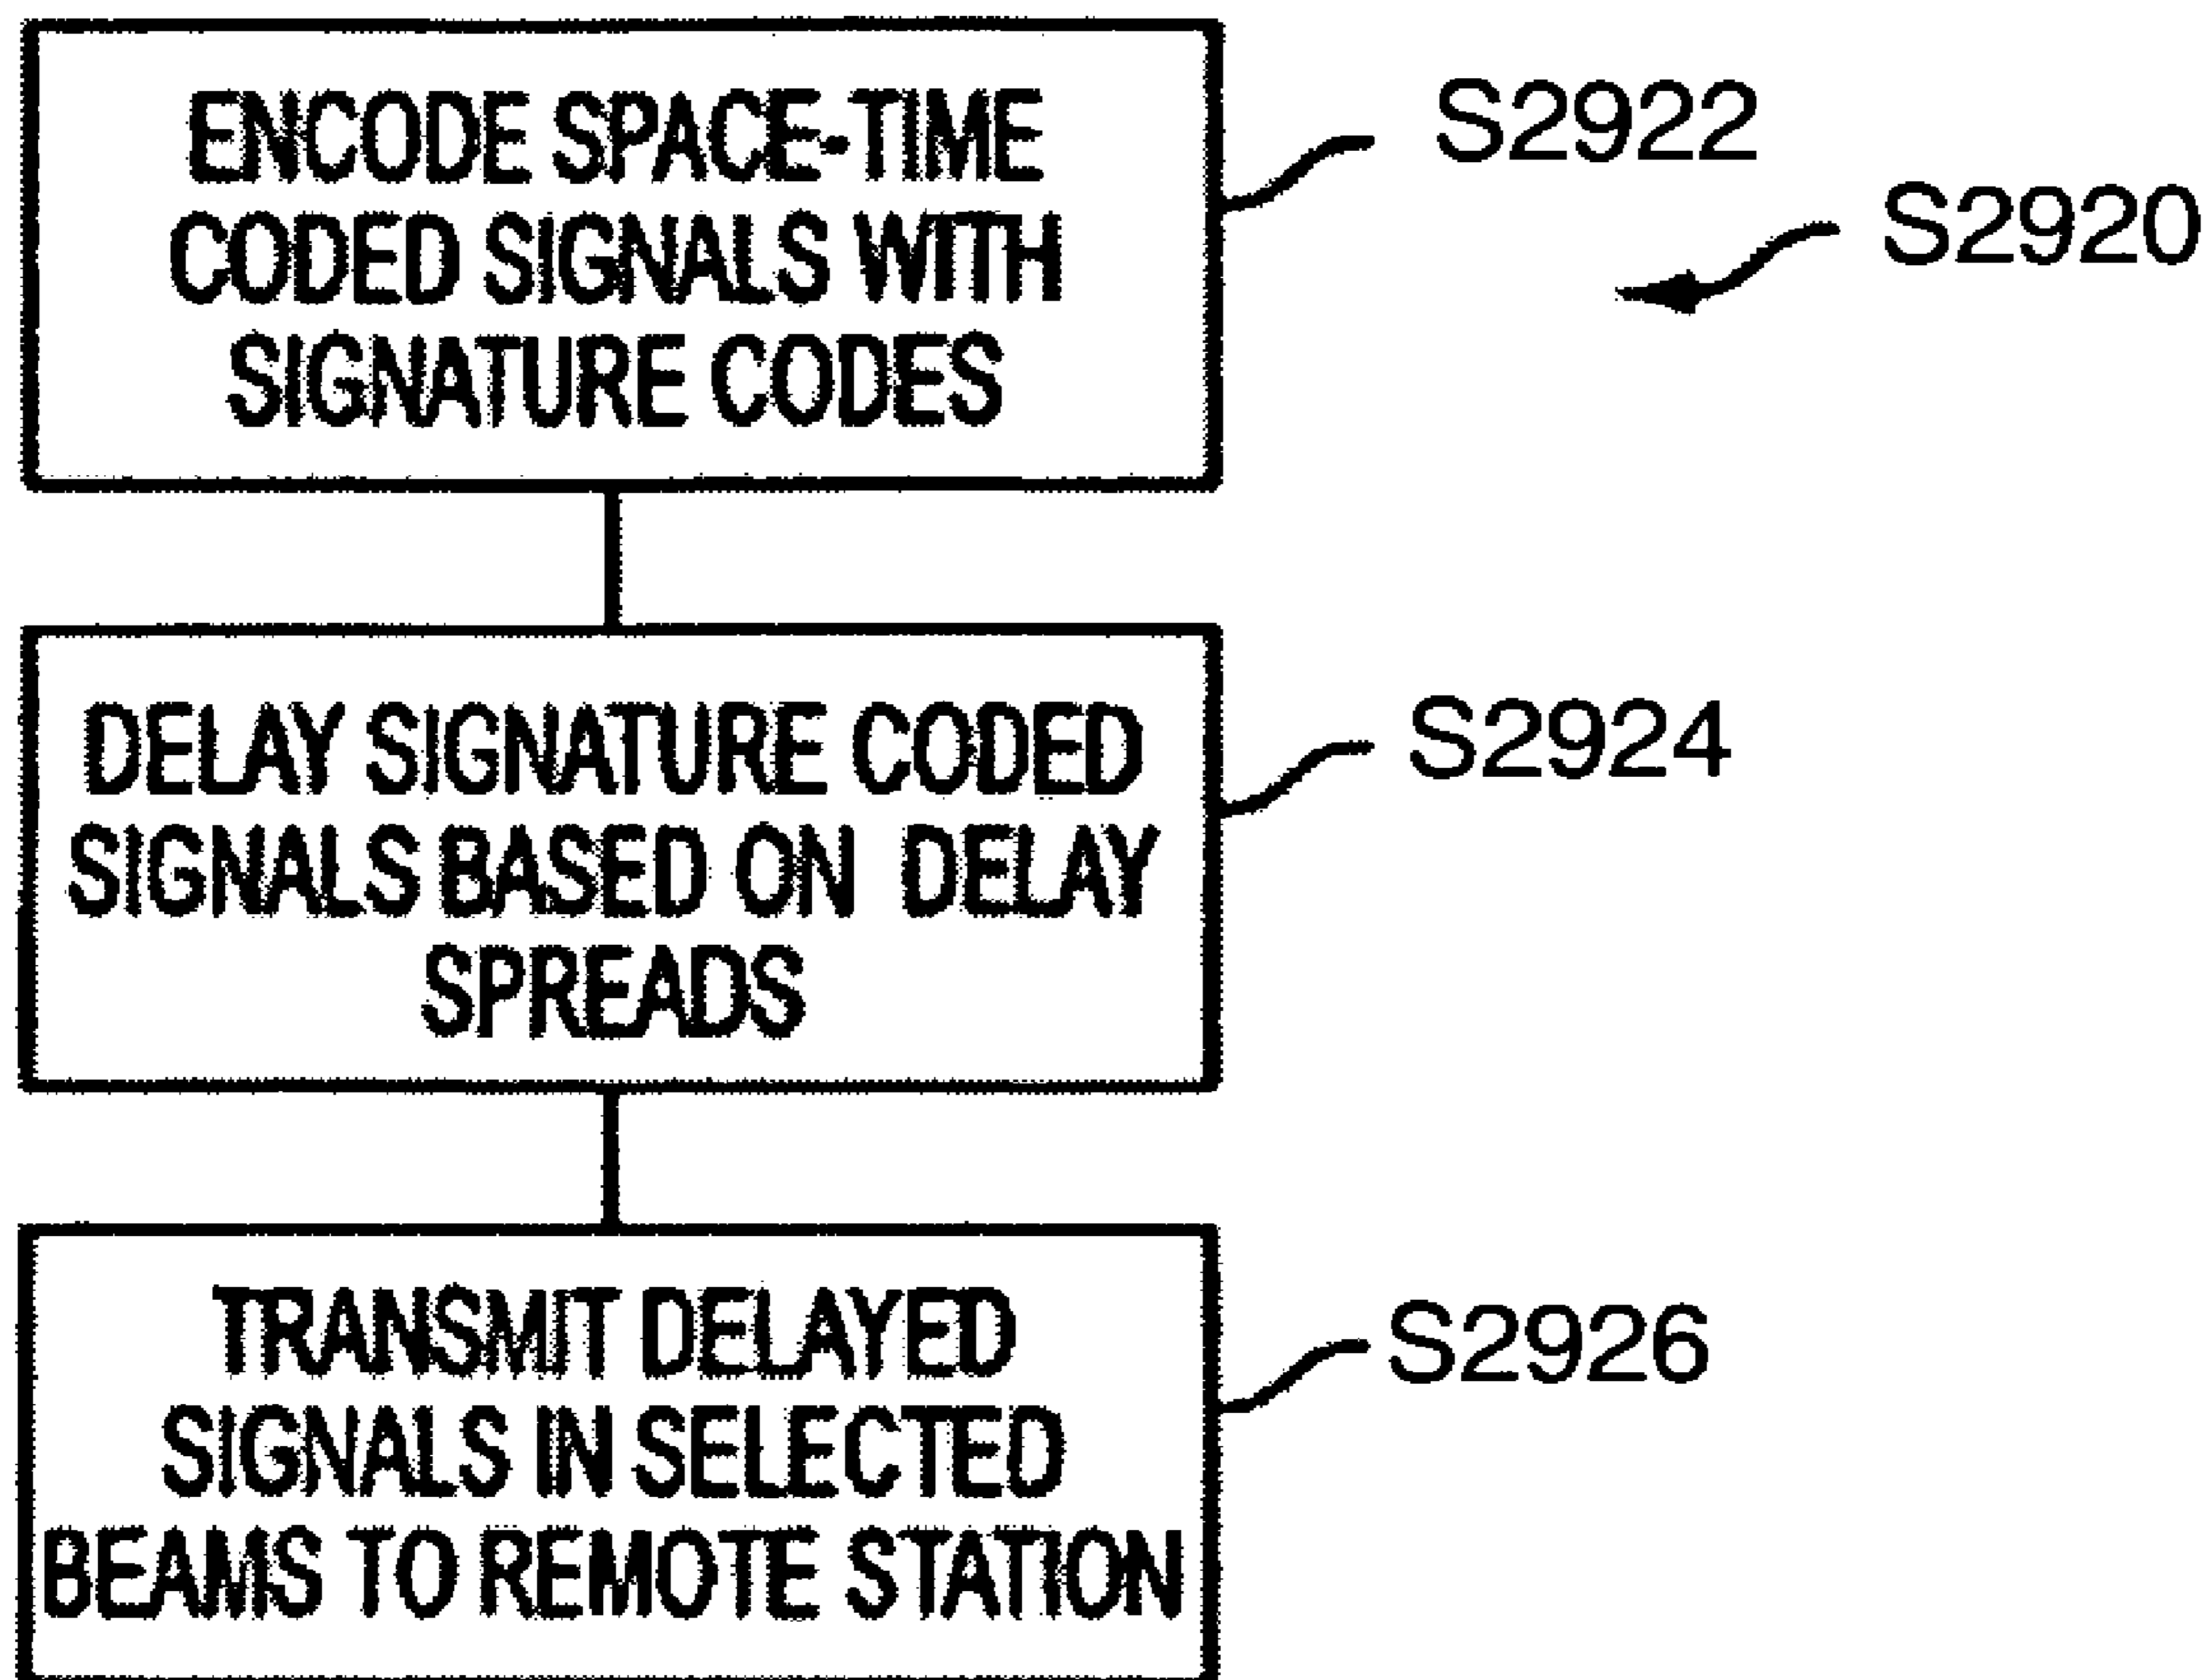 ENCODE SPACE-TIME
CODED SIGNALS WITH
SIGNATURE CODES
S2922
S2920
DELAY SIGNATURE CODED
SIGNALS BASED ON DELAY
SPREADS
S2924
TRANSMIT DELAYED
SIGNALS IN SELECTED
BEAMS TO REMOTE STATION
S2926